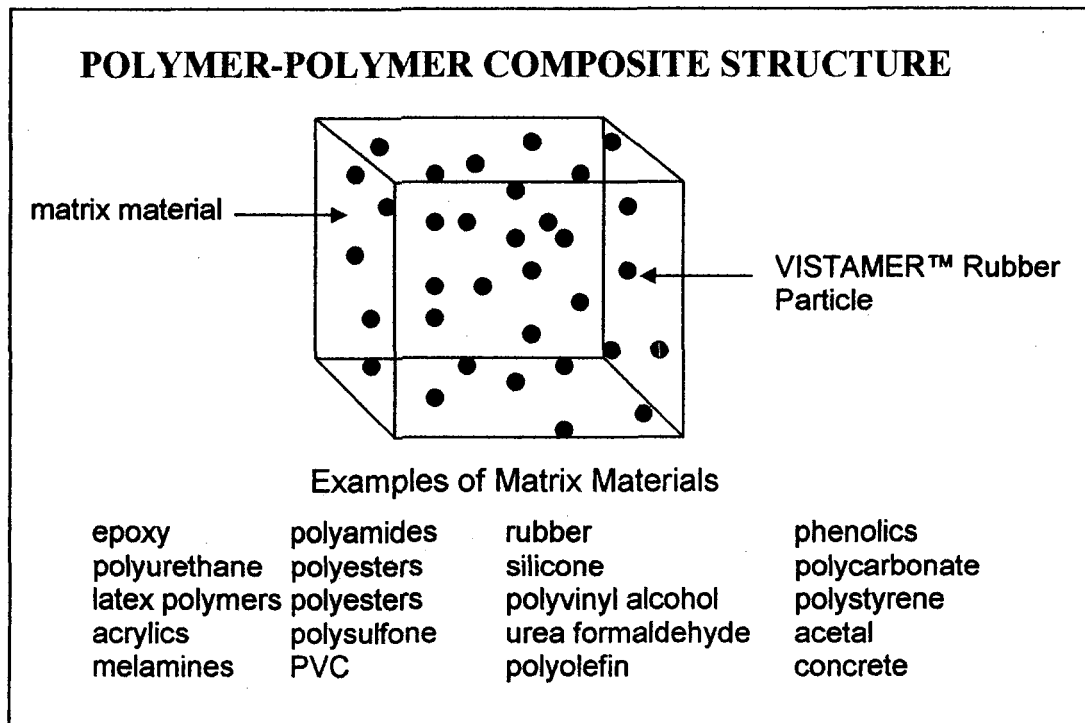 POLYMER-POLYMER COMPOSITE STRUCTURE
matrix material
VISTAMER™ Rubber
Particle
Examples of Matrix Materials
epoxy polyamides rubber phenolics
polyurethane polyesters silicone polycarbonate
latex polymers polyesters polyvinyl alcohol polystyrene
acrylics polysulfone urea formaldehyde acetal
melamines PVC polyolefin concrete